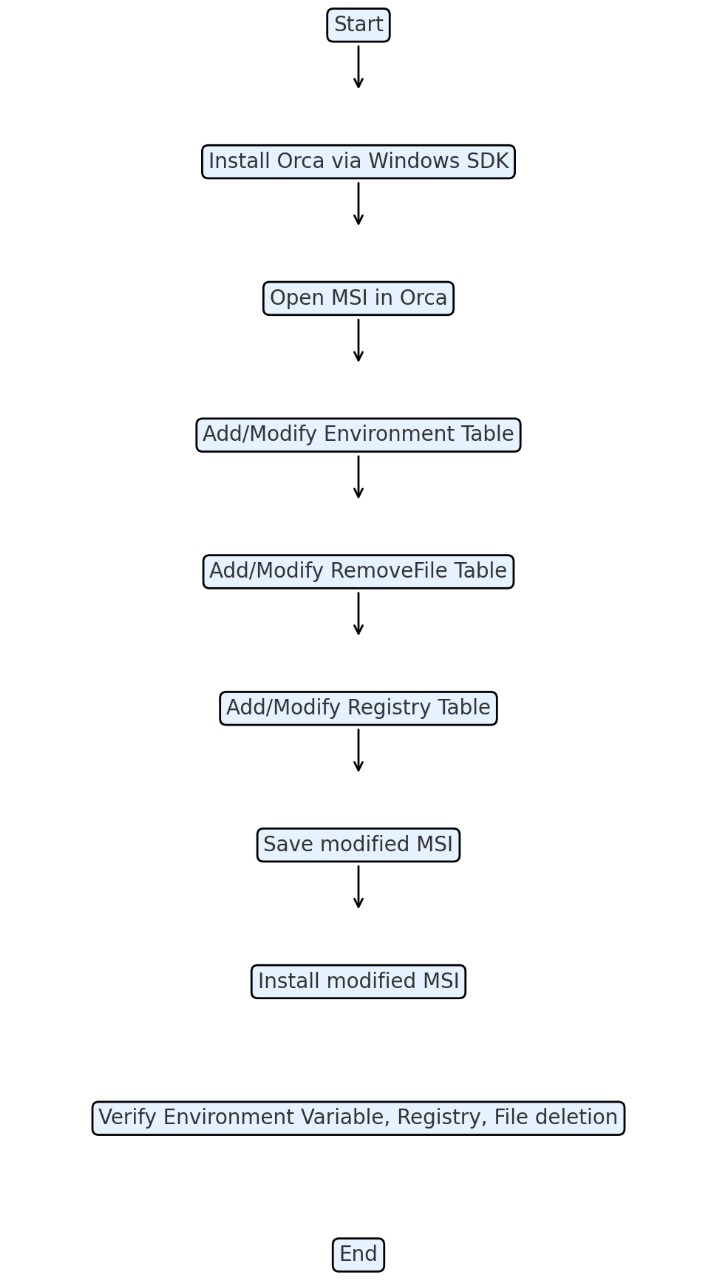 Start
Install Orca via Windows SDK
Open MSI in Orca
Add/Modify Environment Table
Add/Modify RemoveFile Table
Add/Modify Registry Table
Save modified MSI
Install modified MSI
Verify Environment Variable, Registry, File deletion
End